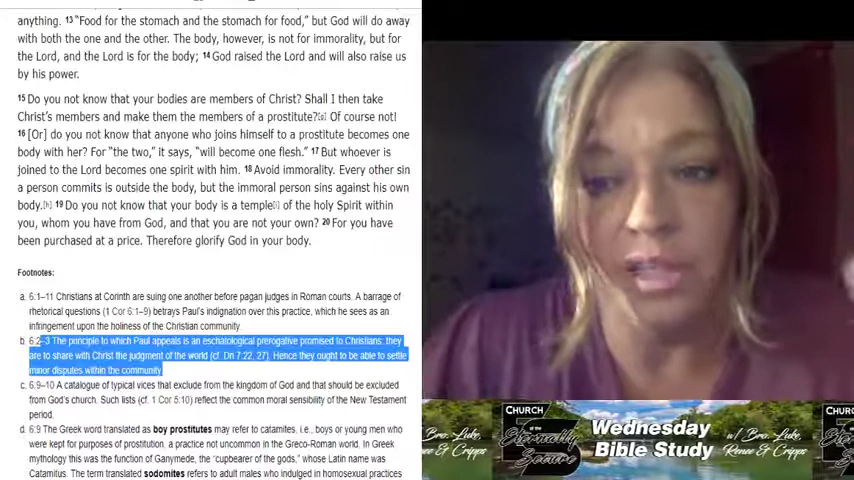 anything. 13 “Food for the stomach and the stomach for food,” but God will do away
with both the one and the other. The body, however, is not for immorality, but for
the Lord, and the Lord is for the body; 14 God raised the Lord and will also raise us
by his power.
15 Do you not know that your bodies are members of Christ? Shall I then take
Christ’s members and make them the members of a prostitute?[g] Of course not!
16 [Or] do you not know that anyone who joins himself to a prostitute becomes one
body with her? For “the two,” it says, “will become one flesh.” 17 But whoever is
joined to the Lord becomes one spirit with him. 18 Avoid immorality. Every other sin
a person commits is outside the body, but the immoral person sins against his own
body.[h] 19 Do you not know that your body is a temple[i] of the holy Spirit within
you, whom you have from God, and that you are not your own? 20 For you have
been purchased at a price. Therefore glorify God in your body.
Footnotes:
a. 6:1–11 Christians at Corinth are suing one another before pagan judges in Roman courts. A barrage of
rhetorical questions (1 Cor 6:1–9) betrays Paul’s indignation over this practice, which he sees as an
infringement upon the holiness of the Christian community.
b. 6:2–3 The principle to which Paul appeals is an eschatological prerogative promised to Christians: they
are to share with Christ the judgment of the world (cf. Dn 7:22, 27). Hence they ought to be able to settle
minor disputes within the community.
c. 6:9–10 A catalogue of typical vices that exclude from the kingdom of God and that should be excluded
from God’s church. Such lists (cf. 1 Cor 5:10) reflect the common moral sensibility of the New Testament
period.
d. 6:9 The Greek word translated as boy prostitutes may refer to catamites, i.e., boys or young men who
were kept for purposes of prostitution, a practice not uncommon in the Greco-Roman world. In Greek
mythology this was the function of Ganymede, the “cupbearer of the gods,” whose Latin name was
Catamitus. The term translated sodomites refers to adult males who indulged in homosexual practices
Bro. Luke,
ee & Cripps
CHURCH
of the
Eternally
Secure
Wednesday
Bible Study
w/ Bro. Luke,
Renee & Cripps
CHUR